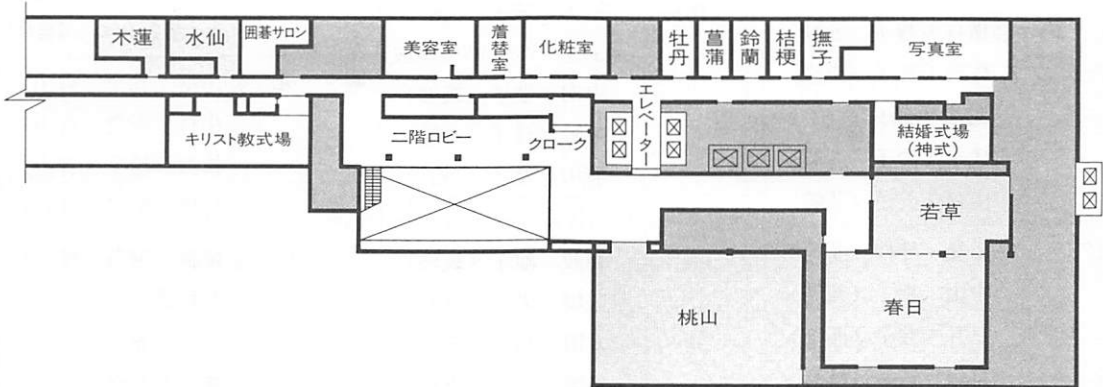 木蓮
水仙
囲碁サロン
美容室
着替室
化粧室
牡丹
菖蒲
鈴蘭
桔梗
撫子
写真室
エレベーター
キリスト教式場
二階ロビー
クローク
結婚式場
（神式）
若草
桃山
春日